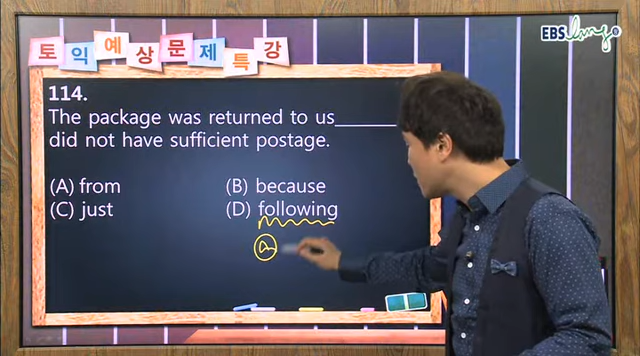 토익예상문제특강
EBSlang
114.
The package was returned to us
did not have sufficient postage.
(A) from
(B) because
(C) just
(D) following
a